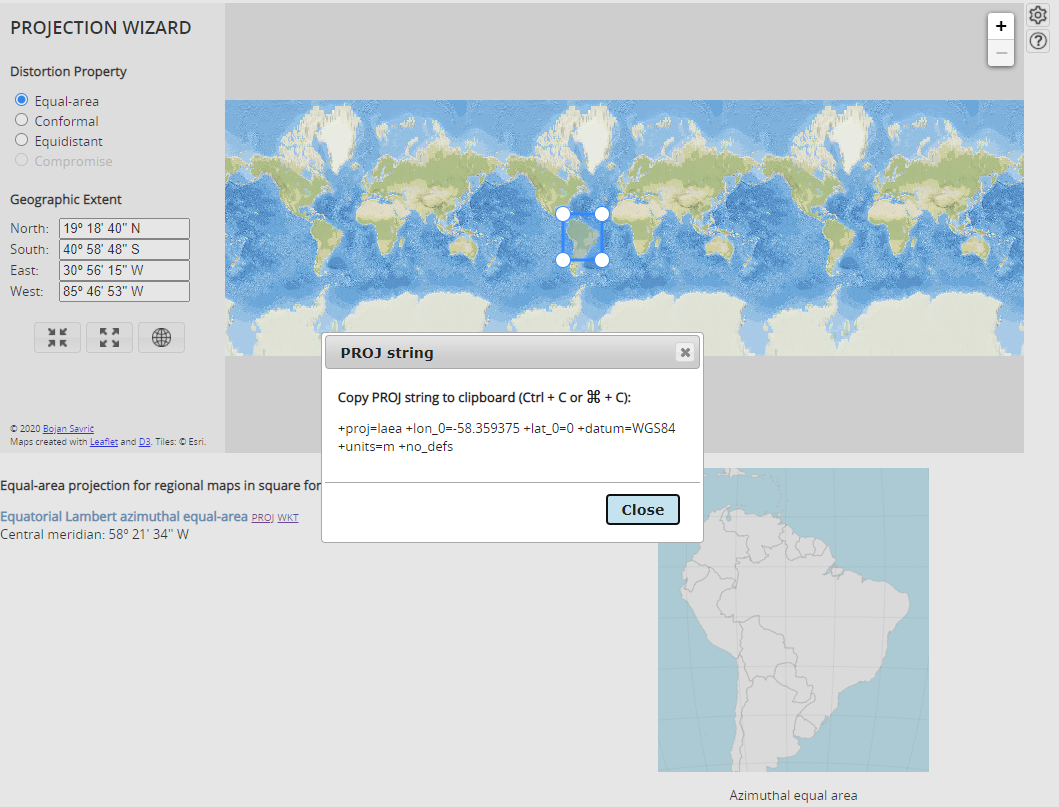 PROJECTION WIZARD
Distortion Property
Equal-area
Conformal
Equidistant
Compromise
Geographic Extent
North: 19º 18' 40" N
South: 40º 58' 48" S
East: 30º 56' 15" W
West: 85º 46' 53" W
© 2020 Bojan Šavrič
Maps created with Leaflet and D3. Tiles: © Esri.
+
−
?
PROJ string
Copy PROJ string to clipboard (Ctrl + C or ⌘ + C):
+proj=laea +lon_0=-58.359375 +lat_0=0 +datum=WGS84
+units=m +no_defs
Close
Equal-area projection for regional maps in square for
Equatorial Lambert azimuthal equal-area PROJ WKT
Central meridian: 58º 21' 34" W
Azimuthal equal area